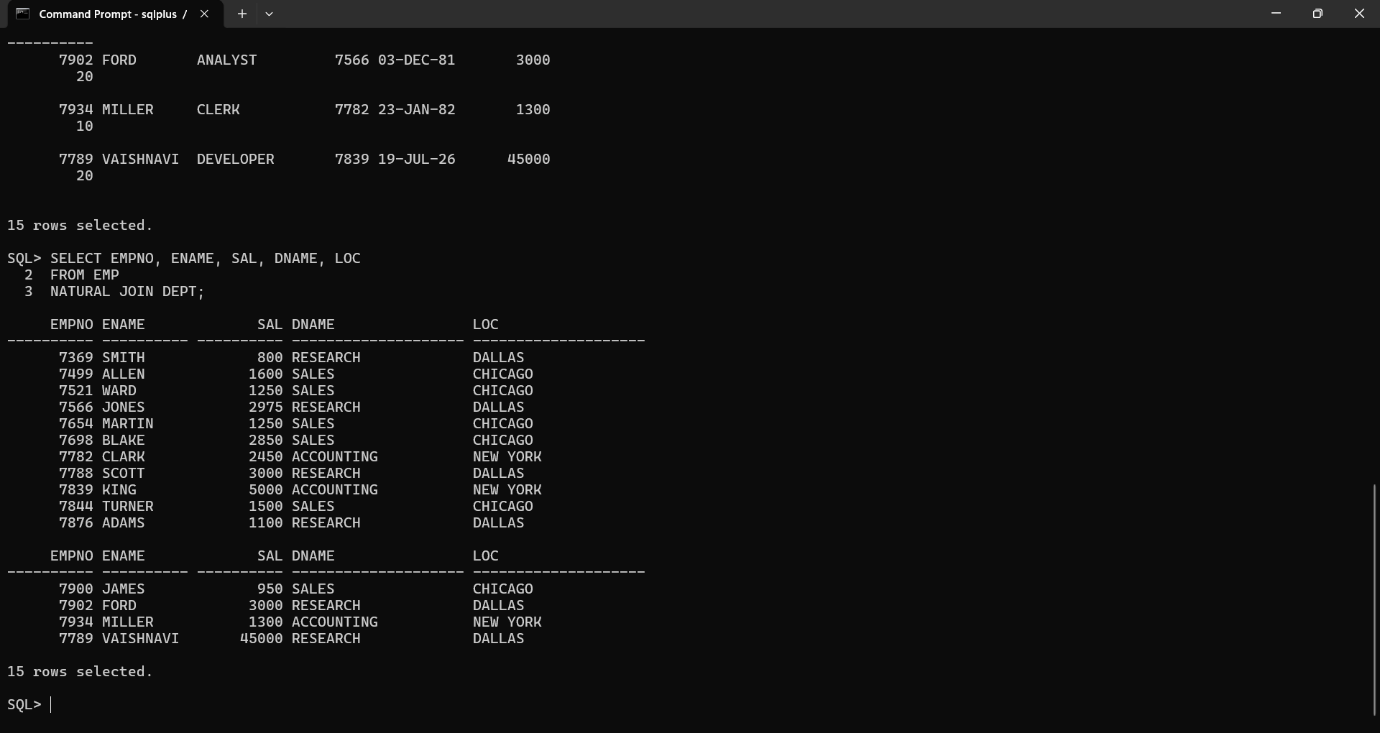 Command Prompt - sqlplus /
----------
      7902 FORD       ANALYST         7566 03-DEC-81       3000
        20

      7934 MILLER     CLERK           7782 23-JAN-82       1300
        10

      7789 VAISHNAVI  DEVELOPER       7839 19-JUL-26      45000
        20


15 rows selected.

SQL> SELECT EMPNO, ENAME, SAL, DNAME, LOC
  2  FROM EMP
  3  NATURAL JOIN DEPT;

     EMPNO ENAME             SAL DNAME                LOC
---------- ---------- ---------- -------------------- --------------------
      7369 SMITH             800 RESEARCH             DALLAS
      7499 ALLEN            1600 SALES                CHICAGO
      7521 WARD             1250 SALES                CHICAGO
      7566 JONES            2975 RESEARCH             DALLAS
      7654 MARTIN           1250 SALES                CHICAGO
      7698 BLAKE            2850 SALES                CHICAGO
      7782 CLARK            2450 ACCOUNTING           NEW YORK
      7788 SCOTT            3000 RESEARCH             DALLAS
      7839 KING             5000 ACCOUNTING           NEW YORK
      7844 TURNER           1500 SALES                CHICAGO
      7876 ADAMS            1100 RESEARCH             DALLAS

     EMPNO ENAME             SAL DNAME                LOC
---------- ---------- ---------- -------------------- --------------------
      7900 JAMES             950 SALES                CHICAGO
      7902 FORD             3000 RESEARCH             DALLAS
      7934 MILLER           1300 ACCOUNTING           NEW YORK
      7789 VAISHNAVI       45000 RESEARCH             DALLAS

15 rows selected.

SQL>